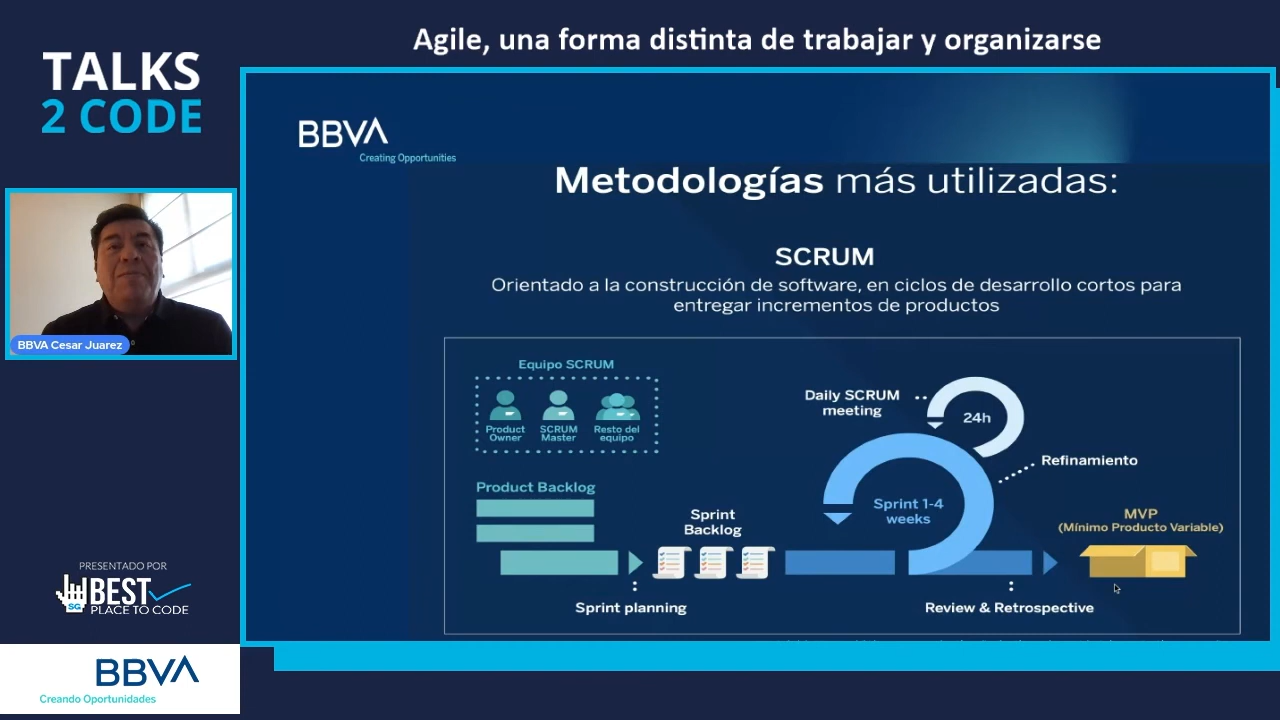 Agile, una forma distinta de trabajar y organizarse
TALKS
2 CODE
BBVA
Creating Opportunities
Metodologías más utilizadas:
SCRUM
Orientado a la construcción de software, en ciclos de desarrollo cortos para
entregar incrementos de productos
Equipo SCRUM
Product
Owner
SCRUM
Master
Resto del
equipo
Daily SCRUM
meeting
24h
Refinamiento
Product Backlog
Sprint
Backlog
Sprint 1-4
weeks
MVP
(Mínimo Producto Variable)
Sprint planning
Review & Retrospective
BBVA Cesar Juarez
PRESENTADO POR
SG
BEST
PLACE TO CODE
BBVA
Creando Oportunidades